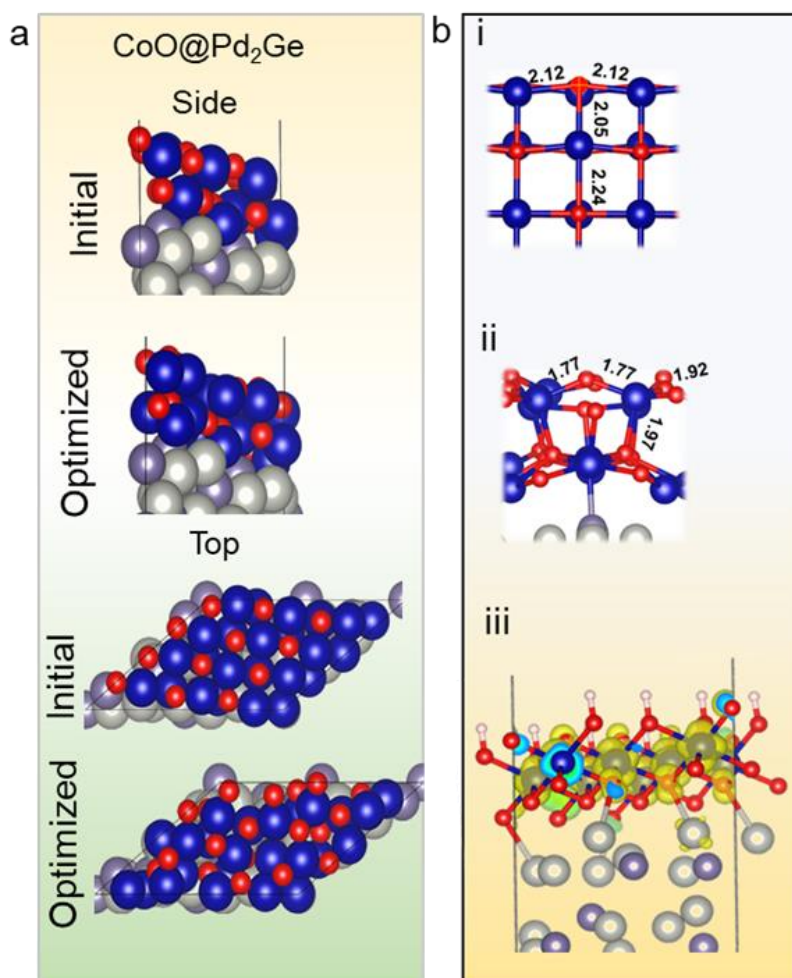 a
CoO@Pd₂Ge
Side
Initial
Optimized
Top
Initial
Optimized
b
i
2.12 2.12
2.05
2.24
ii
1.77 1.77 1.92
1.97
iii